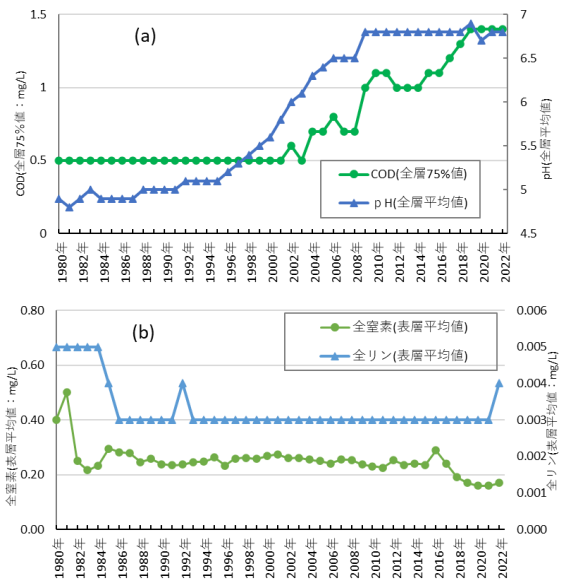 (a)
COD(全層75%値：mg/L)
1.5
1
0.5
0
7
6.5
6
5.5
5
4.5
pH(全層平均値)
COD(全層75%値)
ｐH(全層平均値)
1980年
1982年
1984年
1986年
1988年
1990年
1992年
1994年
1996年
1998年
2000年
2002年
2004年
2006年
2008年
2010年
2012年
2014年
2016年
2018年
2020年
2022年
(b)
全窒素(表層平均値：mg/L)
0.80
0.60
0.40
0.20
0.00
0.006
0.005
0.004
0.003
0.002
0.001
0.000
全リン(表層平均値：mg/L)
全窒素(表層平均値)
全リン(表層平均値)
1980年
1982年
1984年
1986年
1988年
1990年
1992年
1994年
1996年
1998年
2000年
2002年
2004年
2006年
2008年
2010年
2012年
2014年
2016年
2018年
2020年
2022年